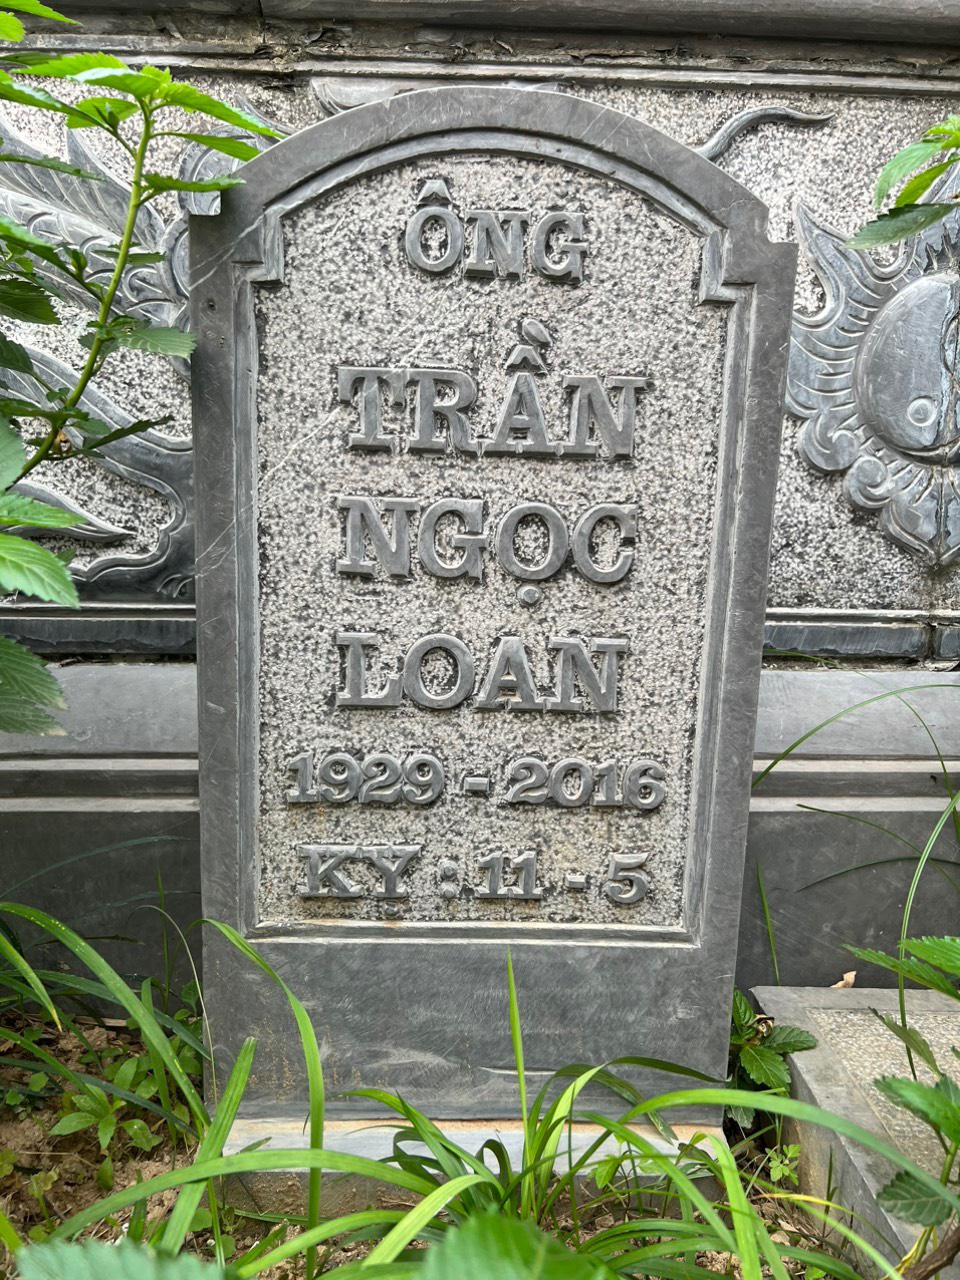 ÔNG
TRẦN
NGỌC
LOAN
1929 - 2016
KỴ : 11 - 5